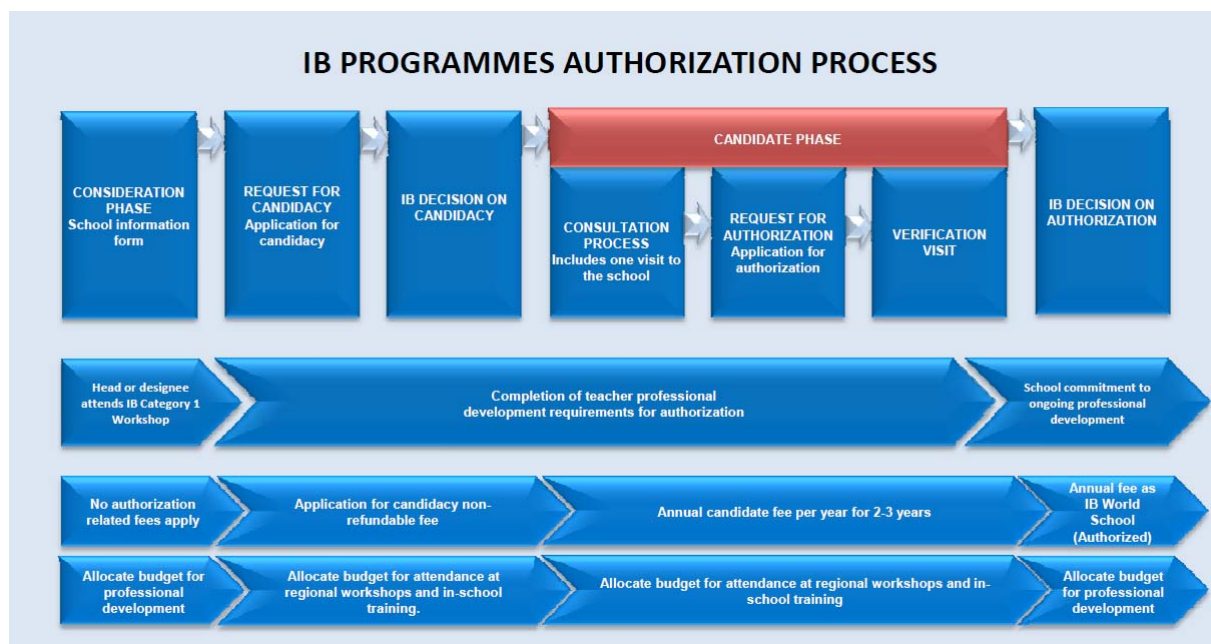 IB PROGRAMMES AUTHORIZATION PROCESS
CONSIDERATION
PHASE
School information
form
REQUEST FOR
CANDIDACY
Application for
candidacy
IB DECISION ON
CANDIDACY
CANDIDATE PHASE
CONSULTATION
PROCESS
Includes one visit to
the school
REQUEST FOR
AUTHORIZATION
Application for
authorization
VERIFICATION
VISIT
IB DECISION ON
AUTHORIZATION
Head or designee
attends IB Category 1
Workshop
Completion of teacher professional
development requirements for authorization
School commitment to
ongoing professional
development
No authorization
related fees apply
Application for candidacy non-
refundable fee
Annual candidate fee per year for 2-3 years
Annual fee as
IB World
School
(Authorized)
Allocate budget for
professional
development
Allocate budget for attendance at
regional workshops and in-school
training.
Allocate budget for attendance at regional workshops and in-
school training
Allocate budget
for professional
development